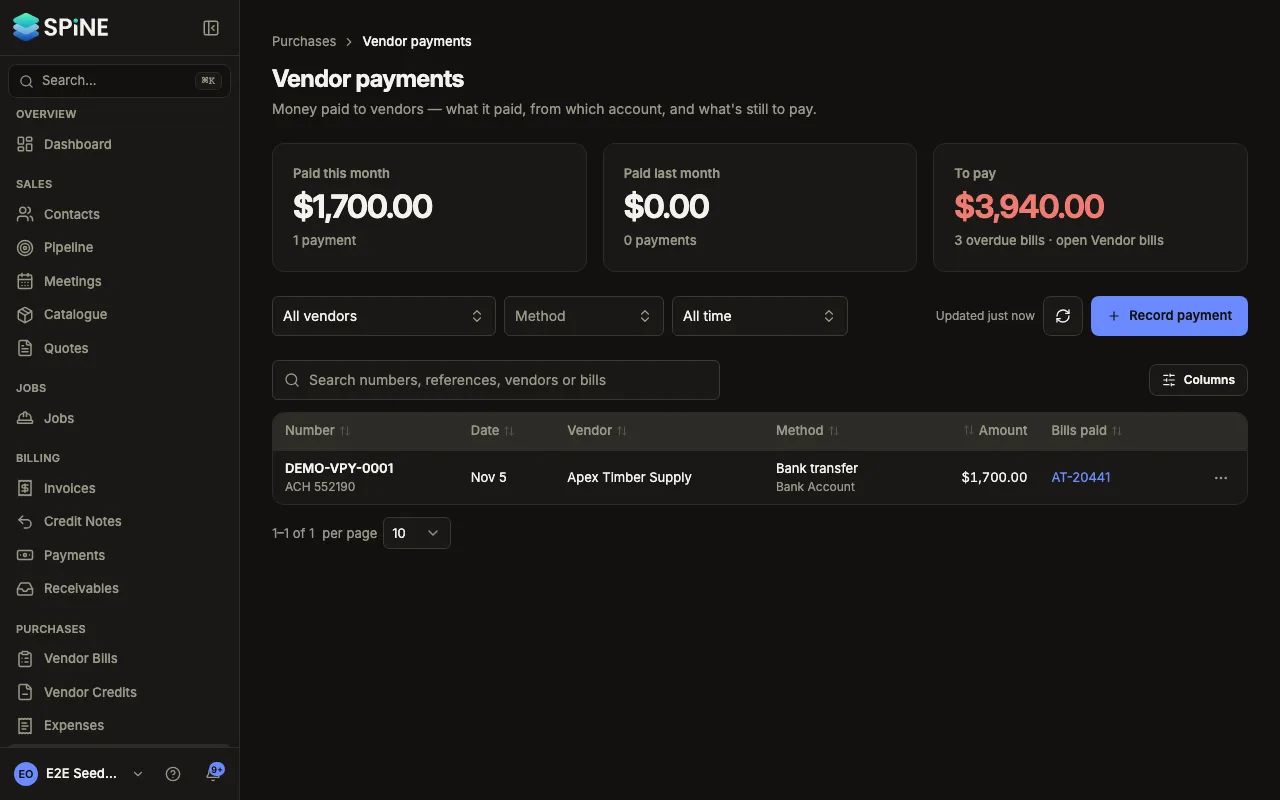 SPiNE
Search... ⌘K
OVERVIEW
Dashboard
SALES
Contacts
Pipeline
Meetings
Catalogue
Quotes
JOBS
Jobs
BILLING
Invoices
Credit Notes
Payments
Receivables
PURCHASES
Vendor Bills
Vendor Credits
Expenses
EO E2E Seed... 9+
Purchases > Vendor payments
Vendor payments
Money paid to vendors — what it paid, from which account, and what's still to pay.
Paid this month
$1,700.00
1 payment
Paid last month
$0.00
0 payments
To pay
$3,940.00
3 overdue bills · open Vendor bills
All vendors Method All time Updated just now + Record payment
Search numbers, references, vendors or bills Columns
Number Date Vendor Method Amount Bills paid
DEMO-VPY-0001 Nov 5 Apex Timber Supply Bank transfer $1,700.00 AT-20441 ...
ACH 552190 Bank Account
1–1 of 1 per page 10